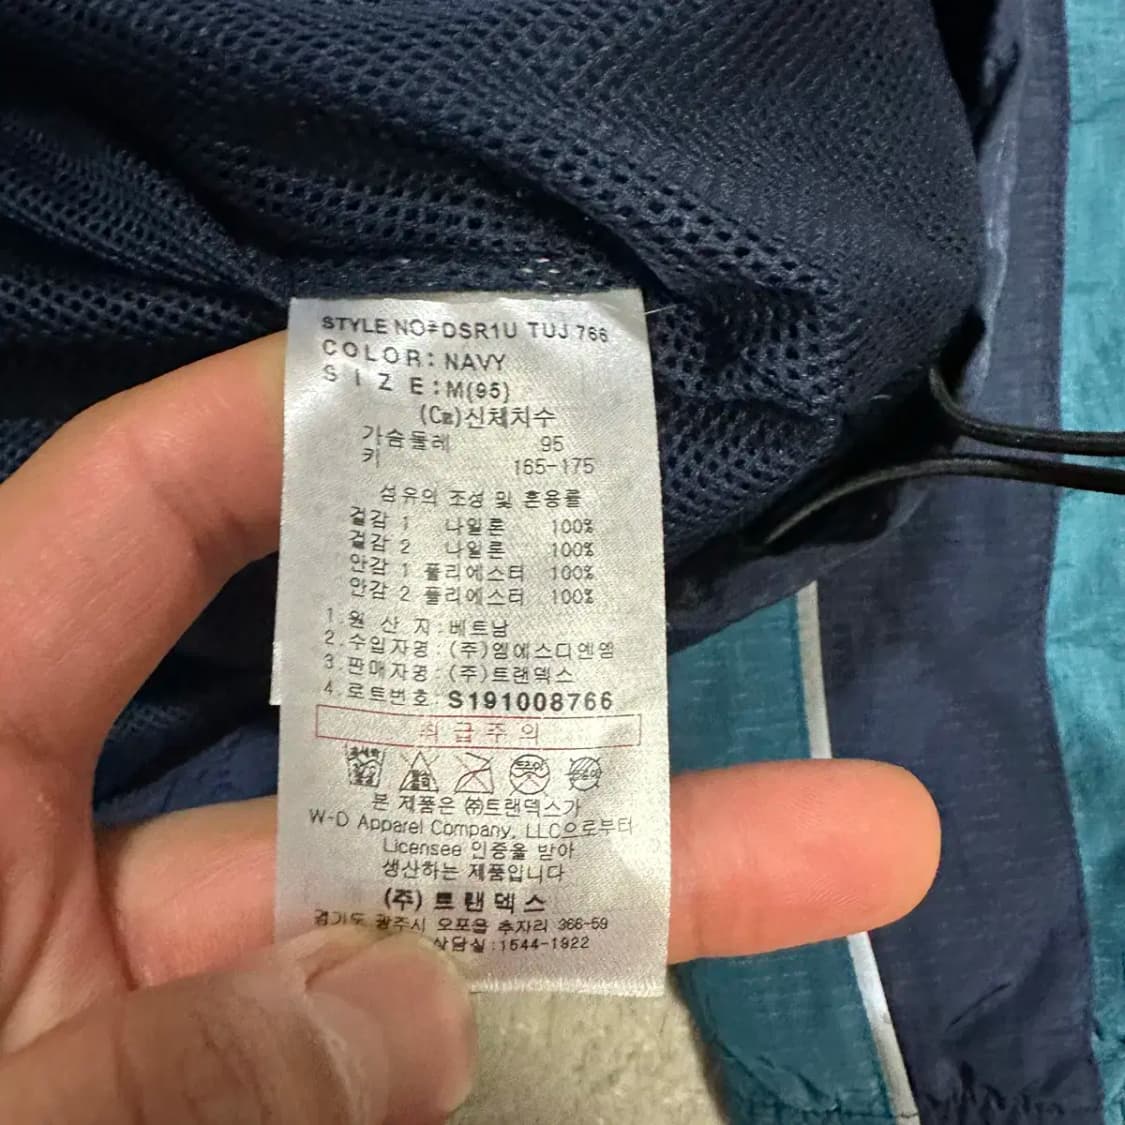 STYLE NO#DSR1U TUJ 766
COLOR: NAVY
SIZE:M(95)
(Cm)신체치수
가슴둘레 95
키 165-175
섬유의 조성 및 혼용률
겉감 1 나일론 100%
겉감 2 나일론 100%
안감 1 폴리에스터 100%
안감 2 폴리에스터 100%
1.원 산 지:베트남
2.수입자명:(주)엠에스디앤엠
3.판매자명:(주)트랜덱스
4.로트번호:S191008766
취급주의
드라이
본 제품은 ㈜트랜덱스가
W-D Apparel Company, LLC으로부터
Licensee 인증을 받아
생산하는 제품입니다
(주)트랜덱스
경기도 광주시 오포읍 추자리 366-59
상담실:1544-1922